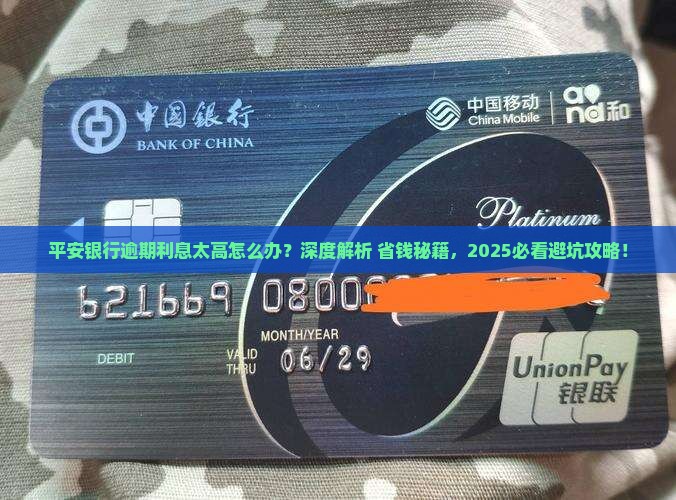 中国银行
BANK OF CHINA
中国移动
China Mobile
and和
Platinum
平安银行逾期利息太高怎么办？深度解析 省钱秘籍，2025必看避坑攻略！
621669 0800
MONTH/YEAR
DEBIT
VALID
THRU
06/29
UnionPay
银联